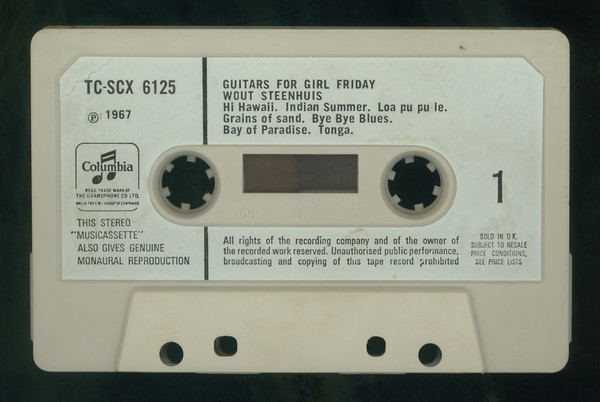 TC-SCX 6125
GUITARS FOR GIRL FRIDAY
WOUT STEENHUIS
Hi Hawaii. Indian Summer. Loa pu pu le.
Grains of sand. Bye Bye Blues.
Bay of Paradise. Tonga.
℗ 1967
Columbia
REGD TRADE MARK OF
THE GRAMOPHONE CO LTD.
1
THIS STEREO
"MUSICASSETTE"
ALSO GIVES GENUINE
MONAURAL REPRODUCTION
All rights of the recording company and of the owner of
the recorded work reserved. Unauthorised public performance,
broadcasting and copying of this tape record prohibited
SOLD IN U.K.
SUBJECT TO RESALE
PRICE CONDITIONS,
SEE PRICE LISTS